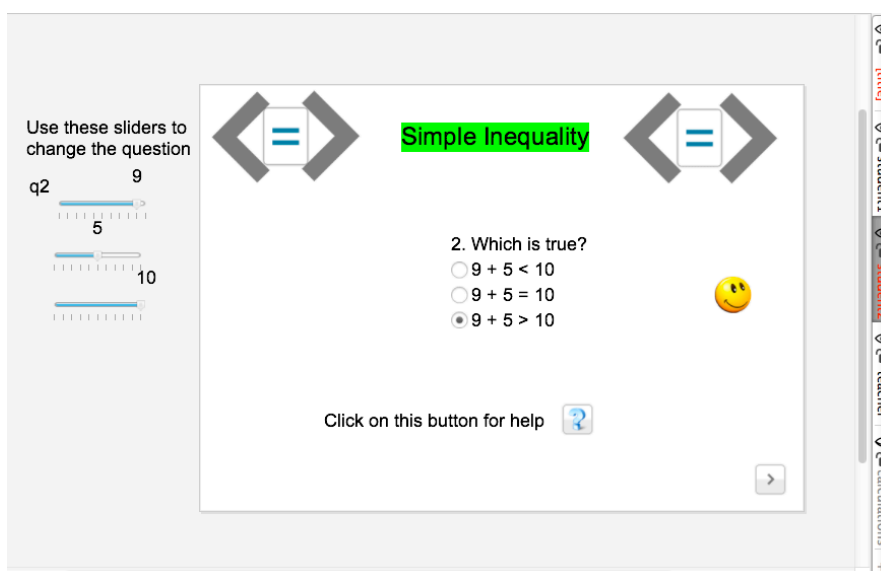 Use these sliders to
change the question
q2
9
5
10
Simple Inequality
2. Which is true?
9 + 5 < 10
9 + 5 = 10
9 + 5 > 10
Click on this button for help